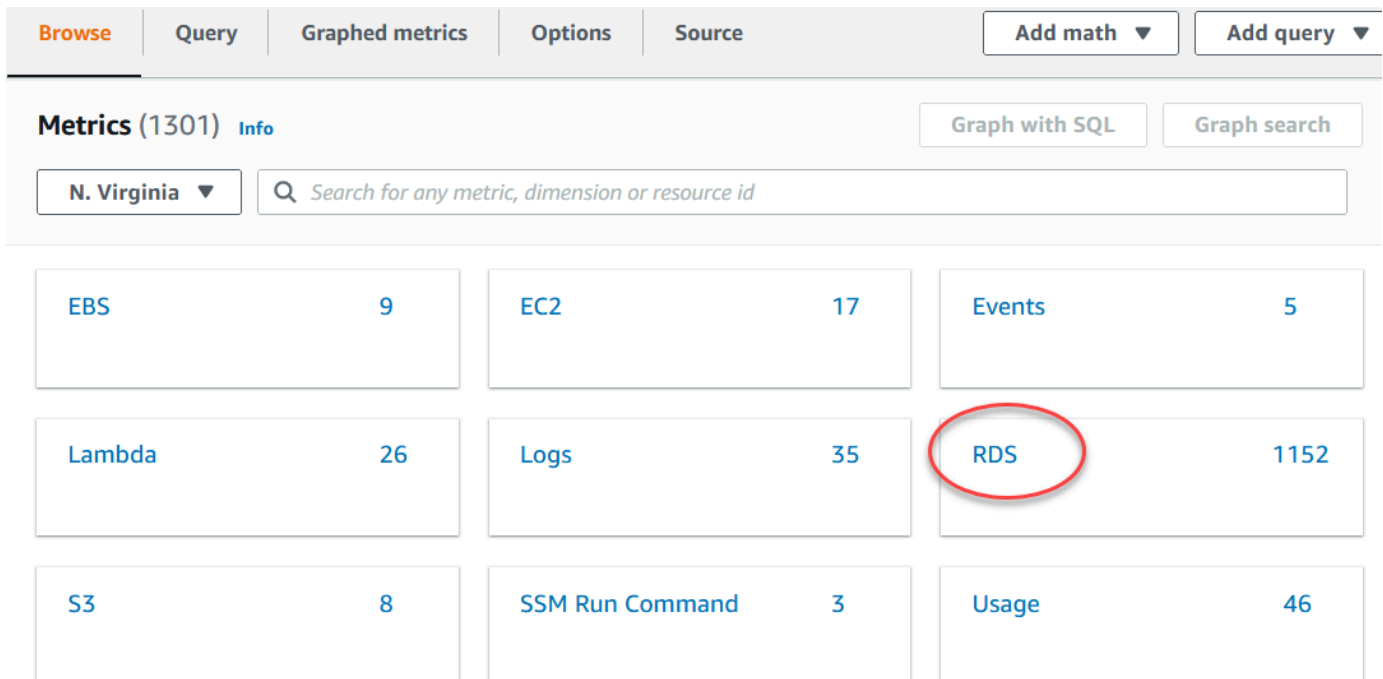 Browse Query Graphed metrics Options Source Add math Add query
Metrics (1301) Info Graph with SQL Graph search
N. Virginia Search for any metric, dimension or resource id
EBS 9 EC2 17 Events 5
Lambda 26 Logs 35 RDS 1152
S3 8 SSM Run Command 3 Usage 46